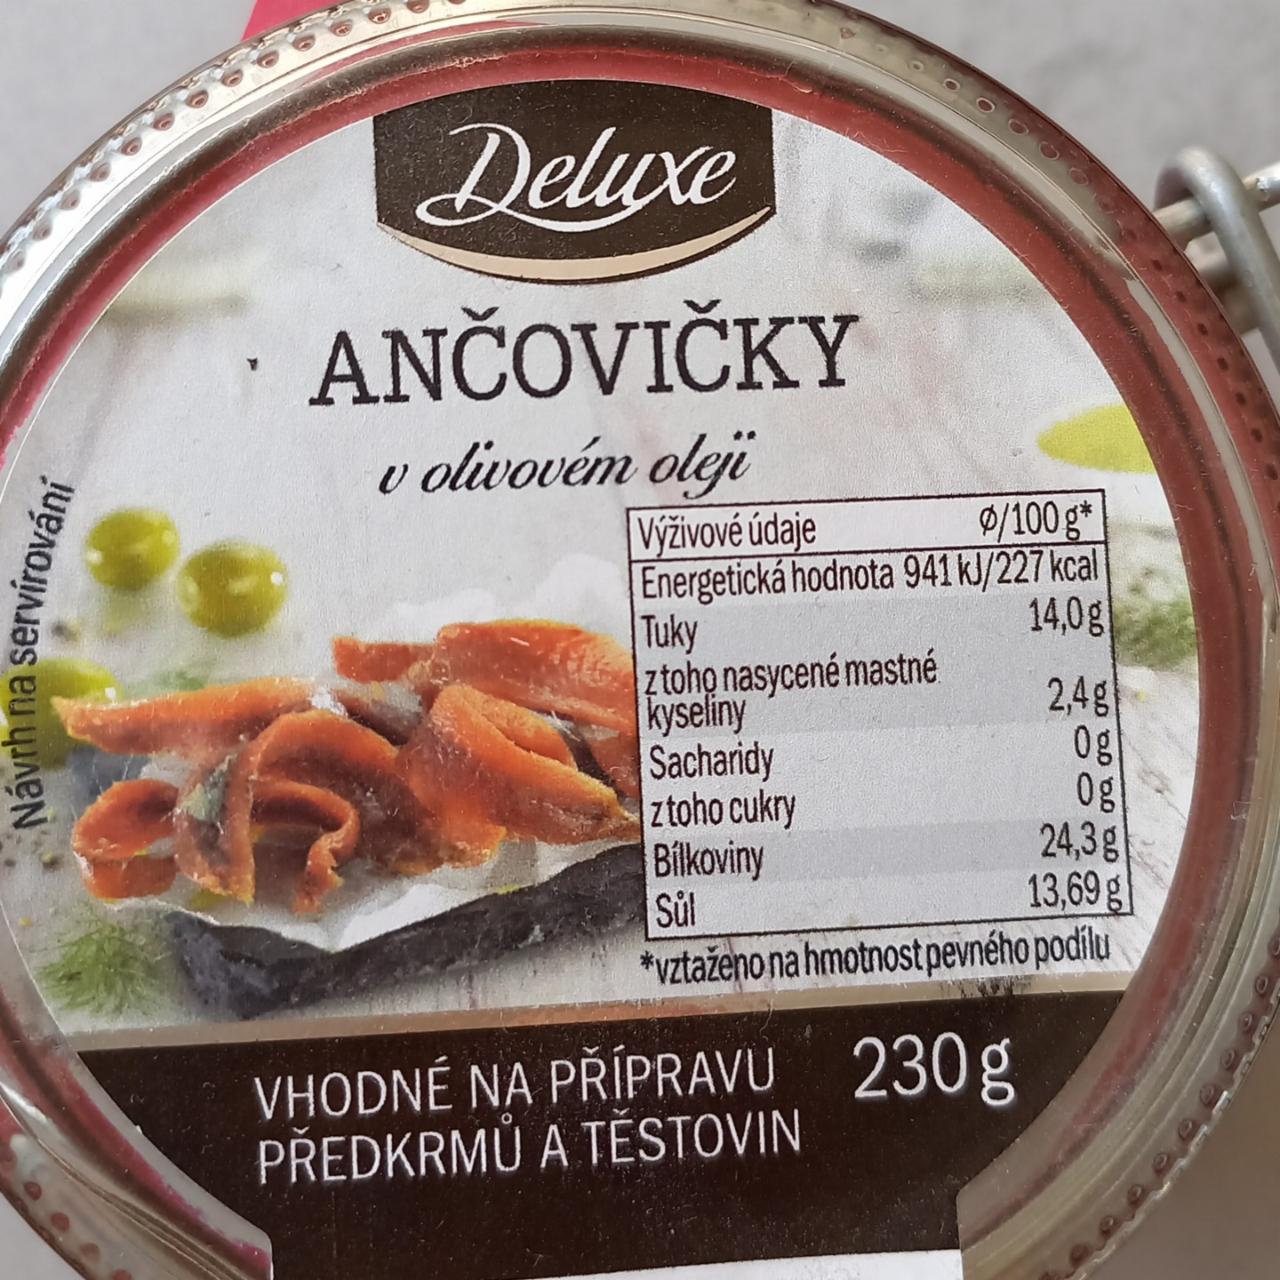 Deluxe
ANČOVIČKY
v olivovém oleji
Návrh na servírování
Výživové údaje ø/100 g*
Energetická hodnota 941 kJ/227 kcal
Tuky 14,0 g
z toho nasycené mastné
kyseliny 2,4 g
Sacharidy 0 g
z toho cukry 0 g
Bílkoviny 24,3 g
Sůl 13,69 g
*vztaženo na hmotnost pevného podílu
VHODNÉ NA PŘÍPRAVU
PŘEDKRMŮ A TĚSTOVIN
230 g